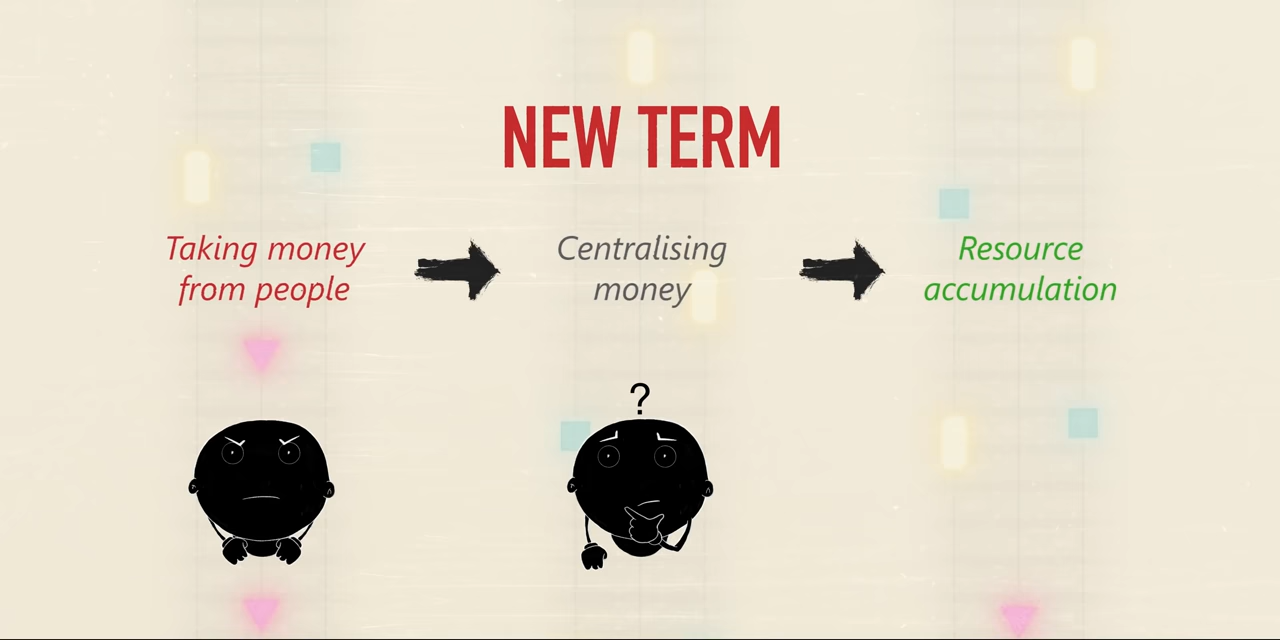 NEW TERM
Taking money
from people
Centralising
money
Resource
accumulation
?